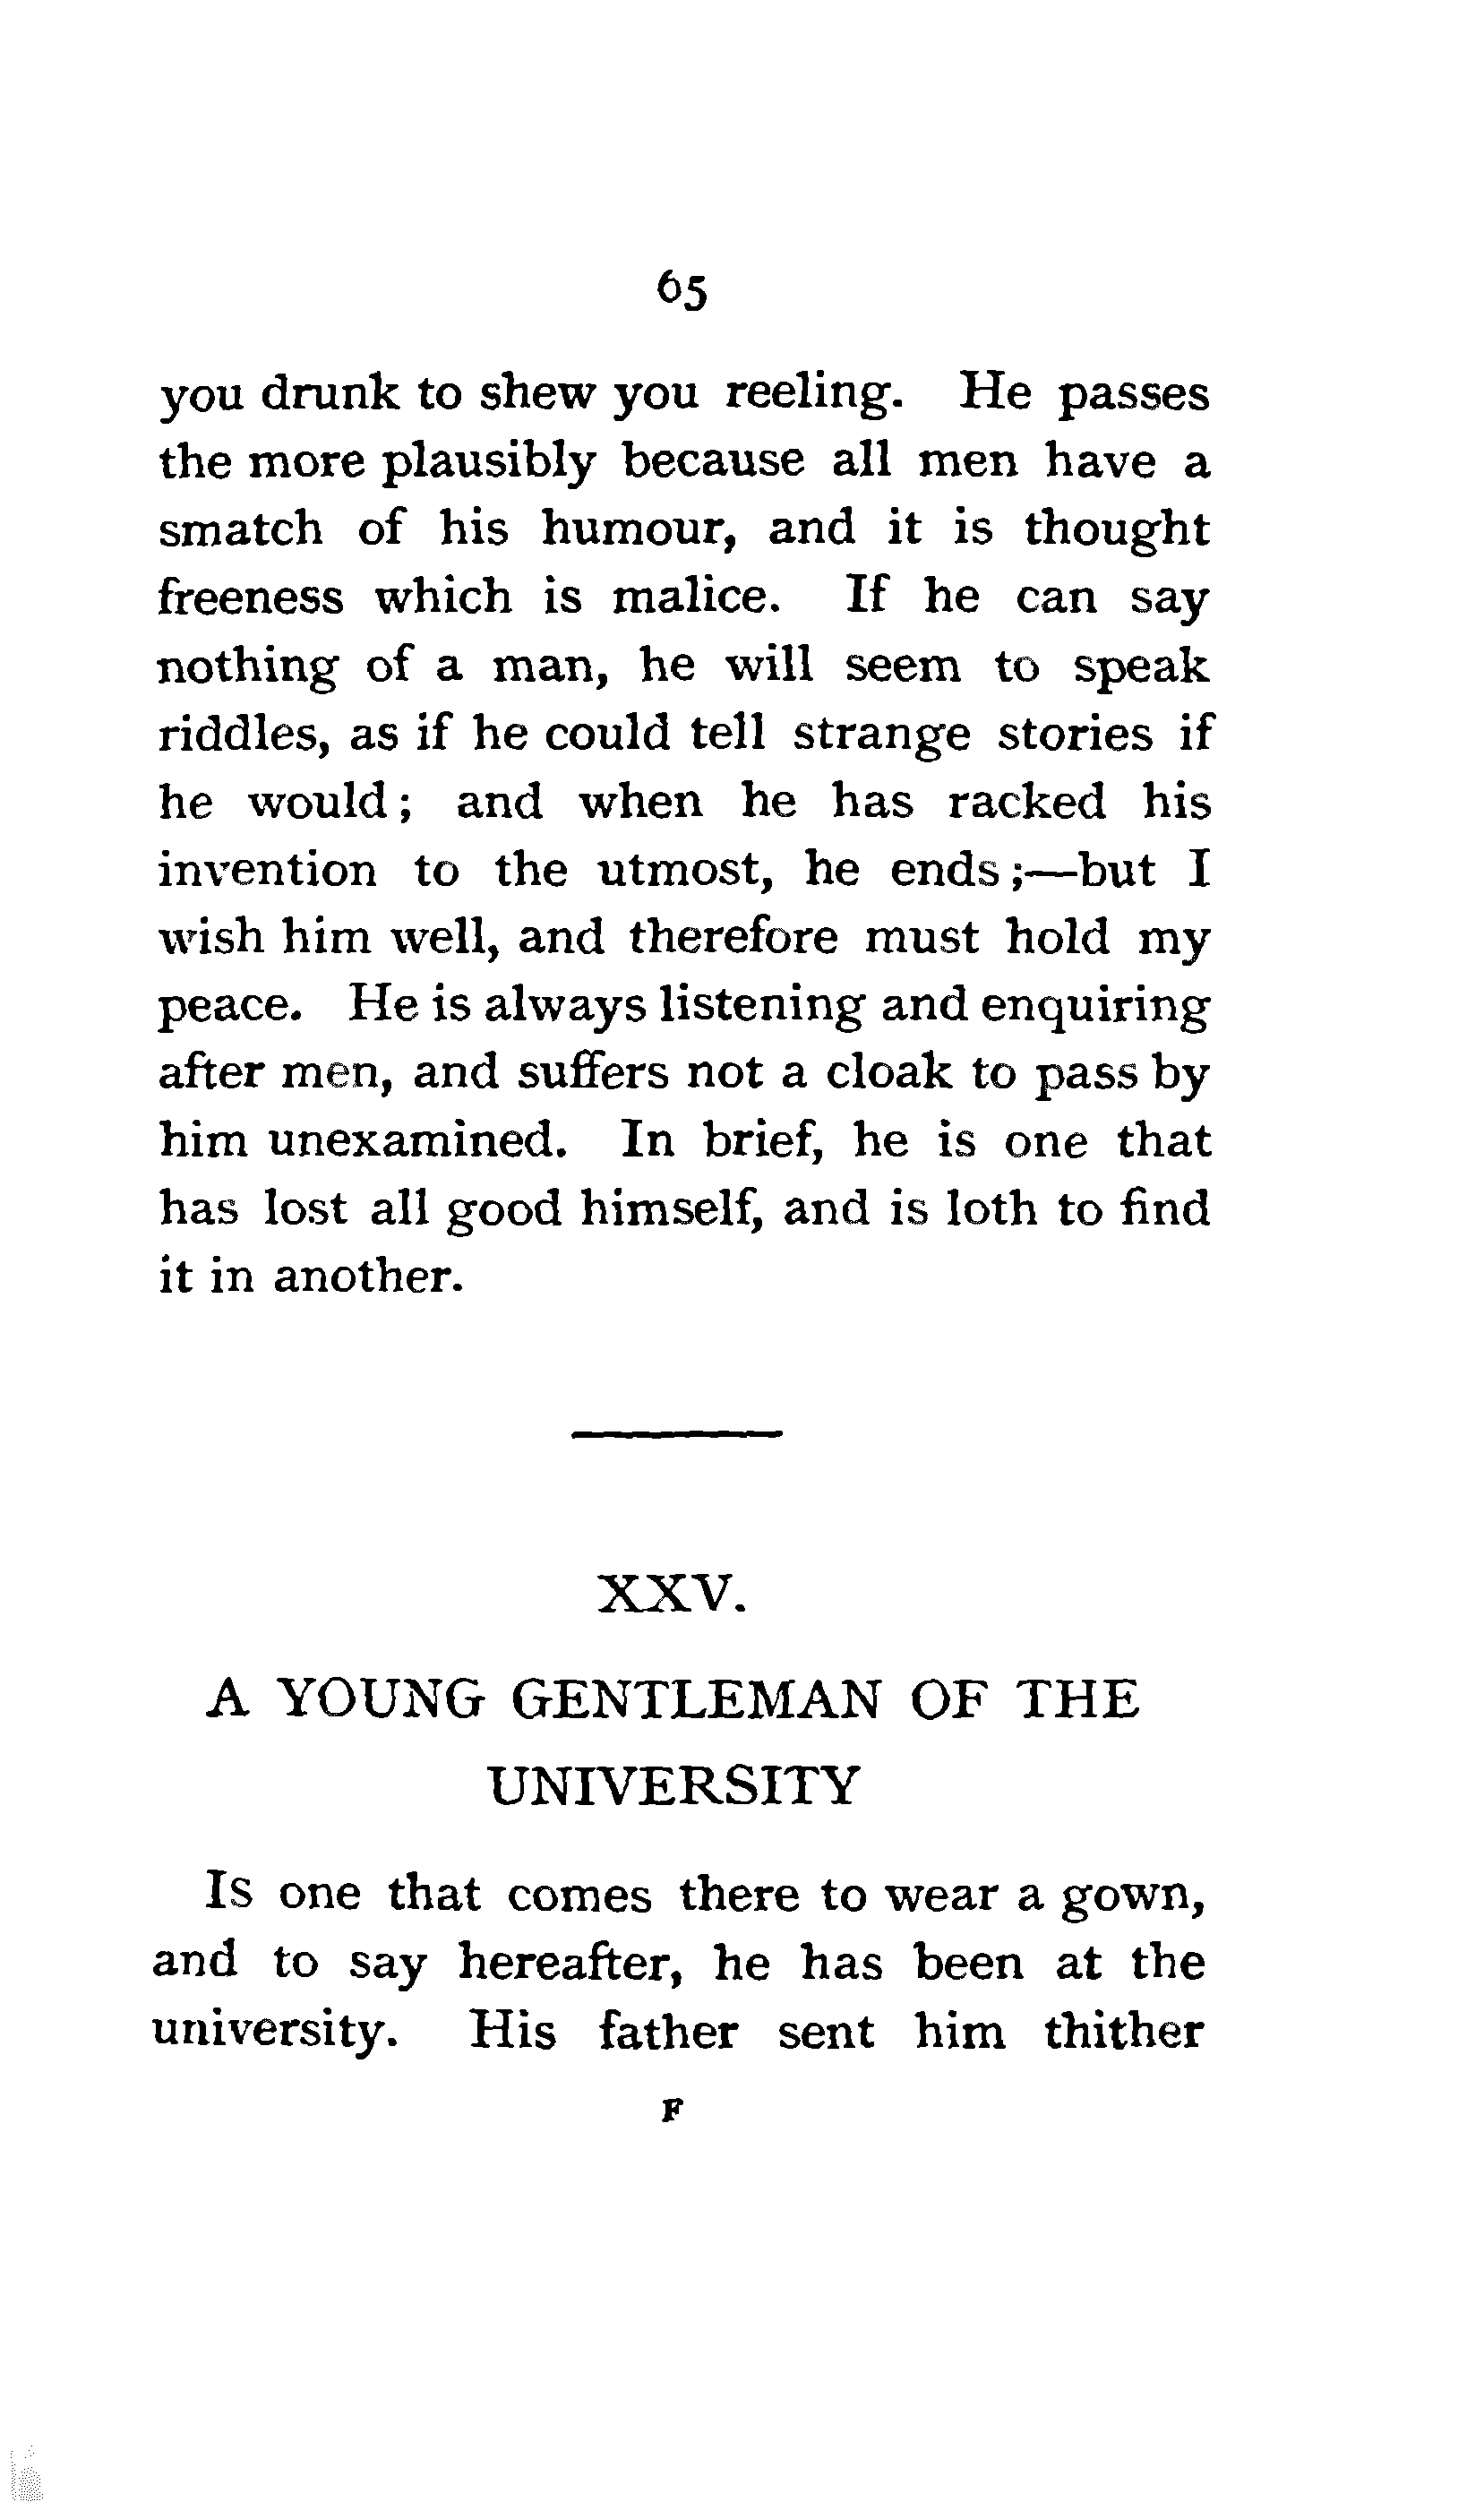 65
you drunk to shew you reeling. He passes
the more plausibly because all men have a
smatch of his humour, and it is thought
freeness which is malice. If he can say
nothing of a man, he will seem to speak
riddles, as if he could tell strange stories if
he would; and when he has racked his
invention to the utmost, he ends;—but I
wish him well, and therefore must hold my
peace. He is always listening and enquiring
after men, and suffers not a cloak to pass by
him unexamined. In brief, he is one that
has lost all good himself, and is loth to find
it in another.
XXV.
A YOUNG GENTLEMAN OF THE
UNIVERSITY
Is one that comes there to wear a gown,
and to say hereafter, he has been at the
university. His father sent him thither
F